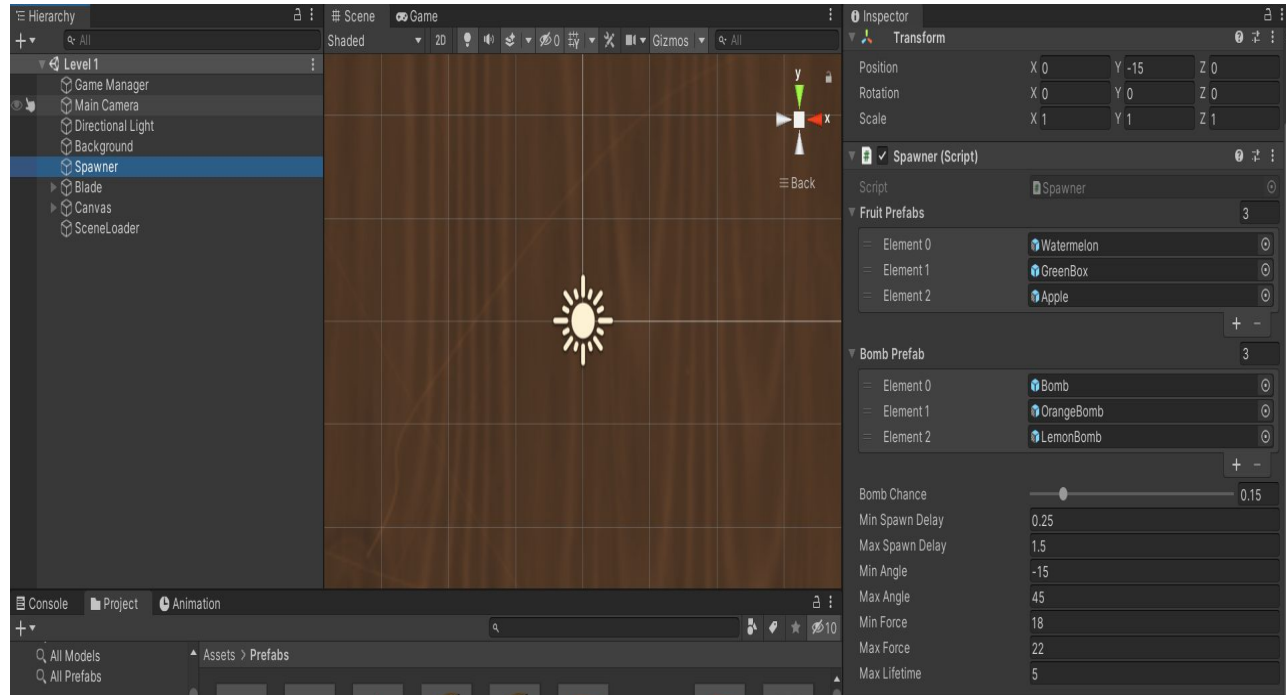 Hierarchy
All
Level 1
Game Manager
Main Camera
Directional Light
Background
Spawner
Blade
Canvas
SceneLoader
Scene Game
Shaded 2D 0 Gizmos All
y
x
Back
Console Project Animation
10
All Models
All Prefabs
Assets > Prefabs
Inspector
Transform
Position X 0 Y -15 Z 0
Rotation X 0 Y 0 Z 0
Scale X 1 Y 1 Z 1
Spawner (Script)
Script Spawner
Fruit Prefabs 3
Element 0 Watermelon
Element 1 GreenBox
Element 2 Apple
+ -
Bomb Prefab 3
Element 0 Bomb
Element 1 OrangeBomb
Element 2 LemonBomb
+ -
Bomb Chance 0.15
Min Spawn Delay 0.25
Max Spawn Delay 1.5
Min Angle -15
Max Angle 45
Min Force 18
Max Force 22
Max Lifetime 5